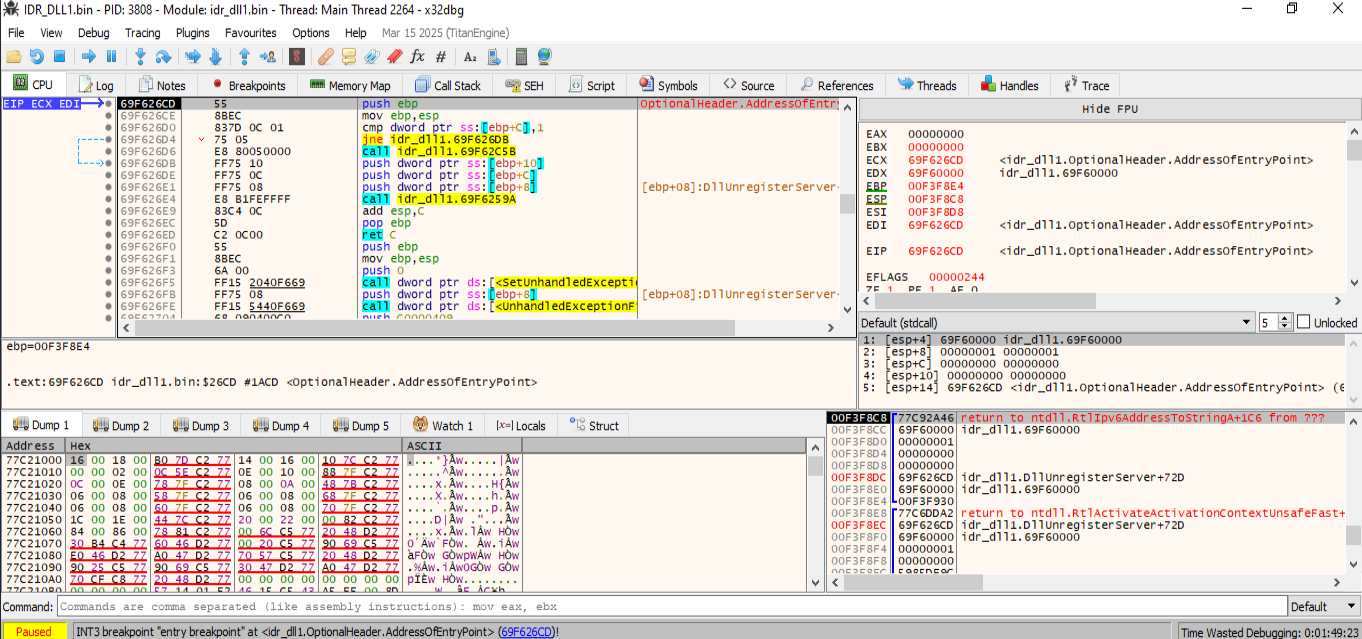 IDR_DLL1.bin - PID: 3808 - Module: idr_dll1.bin - Thread: Main Thread 2264 - x32dbg
File View Debug Tracing Plugins Favourites Options Help Mar 15 2025 (TitanEngine)
CPU Log Notes Breakpoints Memory Map Call Stack SEH Script Symbols Source References Threads Handles Trace
EIP ECX EDI
69F626CD 55 push ebp OptionalHeader.AddressOfEntry
69F626CE 8BEC mov ebp,esp
69F626D0 837D 0C 01 cmp dword ptr ss:[ebp+C],1
69F626D4 75 05 jne idr_dll1.69F626DB
69F626D6 E8 80050000 call idr_dll1.69F62C5B
69F626DB FF75 10 push dword ptr ss:[ebp+10]
69F626DE FF75 0C push dword ptr ss:[ebp+C]
69F626E1 FF75 08 push dword ptr ss:[ebp+8] [ebp+08]:DllUnregisterServer
69F626E4 E8 B1FEFFFF call idr_dll1.69F6259A
69F626E9 83C4 0C add esp,C
69F626EC 5D pop ebp
69F626ED C2 0C00 ret C
69F626F0 55 push ebp
69F626F1 8BEC mov ebp,esp
69F626F3 6A 00 push 0
69F626F5 FF15 2040F669 call dword ptr ds:[<SetUnhandledExcepti
69F626FB FF75 08 push dword ptr ss:[ebp+8] [ebp+08]:DllUnregisterServer
69F626FE FF15 5440F669 call dword ptr ds:[<UnhandledExceptionF
69F62704 68 090400C0 push C0000409
Hide FPU
EAX 00000000
EBX 00000000
ECX 69F626CD <idr_dll1.OptionalHeader.AddressOfEntryPoint>
EDX 69F60000 idr_dll1.69F60000
EBP 00F3F8E4
ESP 00F3F8C8
ESI 00F3F8D8
EDI 69F626CD <idr_dll1.OptionalHeader.AddressOfEntryPoint>
EIP 69F626CD <idr_dll1.OptionalHeader.AddressOfEntryPoint>
EFLAGS 00000244
ZF 1 PF 1 AF 0
Default (stdcall) 5 Unlocked
1: [esp+4] 69F60000 idr_dll1.69F60000
2: [esp+8] 00000001 00000001
3: [esp+C] 00000000 00000000
4: [esp+10] 00000000 00000000
5: [esp+14] 69F626CD <idr_dll1.OptionalHeader.AddressOfEntryPoint> (6
ebp=00F3F8E4
.text:69F626CD idr_dll1.bin:$26CD #1ACD <OptionalHeader.AddressOfEntryPoint>
Dump 1 Dump 2 Dump 3 Dump 4 Dump 5 Watch 1 [x=] Locals Struct
Address Hex ASCII
77C21000 16 00 18 00 B0 7D C2 77 14 00 16 00 10 7C C2 77 ....°}Âw.....|Âw
77C21010 00 00 02 00 0C 5E C2 77 0E 00 10 00 88 7F C2 77 .....^Âw......Âw
77C21020 0C 00 0E 00 78 7F C2 77 08 00 0A 00 48 7B C2 77 ....x.Âw....H{Âw
77C21030 06 00 08 00 58 7F C2 77 06 00 08 00 68 7F C2 77 ....X.Âw....h.Âw
77C21040 06 00 08 00 60 7F C2 77 06 00 08 00 70 7F C2 77 ....`.Âw....p.Âw
77C21050 1C 00 1E 00 44 7C C2 77 20 00 22 00 00 82 C2 77 ....D|Âw ."...Âw
77C21060 84 00 86 00 78 81 C2 77 00 6C C5 77 20 48 D2 77 ....x.Âw.lÅw HÒw
77C21070 30 B4 C4 77 60 46 D2 77 00 20 C5 77 90 69 C5 77 0´Äw`FÒw. Åw.iÅw
77C21080 E0 46 D2 77 A0 47 D2 77 70 57 C5 77 20 48 D2 77 àFÒw GÒwpWÅw HÒw
77C21090 90 25 C5 77 90 69 C5 77 30 47 D2 77 A0 47 D2 77 .%Åw.iÅw0GÒw GÒw
77C210A0 70 CF C8 77 20 48 D2 77 00 00 00 00 00 00 00 00 pÏÈw HÒw........
00F3F8C8 77C92A46 return to ntdll.RtlIpv6AddressToStringA+1C6 from ???
00F3F8CC 69F60000 idr_dll1.69F60000
00F3F8D0 00000001
00F3F8D4 00000000
00F3F8D8 00000000
00F3F8DC 69F626CD idr_dll1.DllUnregisterServer+72D
00F3F8E0 69F60000 idr_dll1.69F60000
00F3F8E4 00F3F930
00F3F8E8 77C6DDA2 return to ntdll.RtlActivateActivationContextUnsafeFast+
00F3F8EC 69F626CD idr_dll1.DllUnregisterServer+72D
00F3F8F0 69F60000 idr_dll1.69F60000
00F3F8F4 00000001
00F3F8F8 00000000
Command: Commands are comma separated (like assembly instructions): mov eax, ebx Default
Paused INT3 breakpoint "entry breakpoint" at <idr_dll1.OptionalHeader.AddressOfEntryPoint> (69F626CD)! Time Wasted Debugging: 0:01:49:23